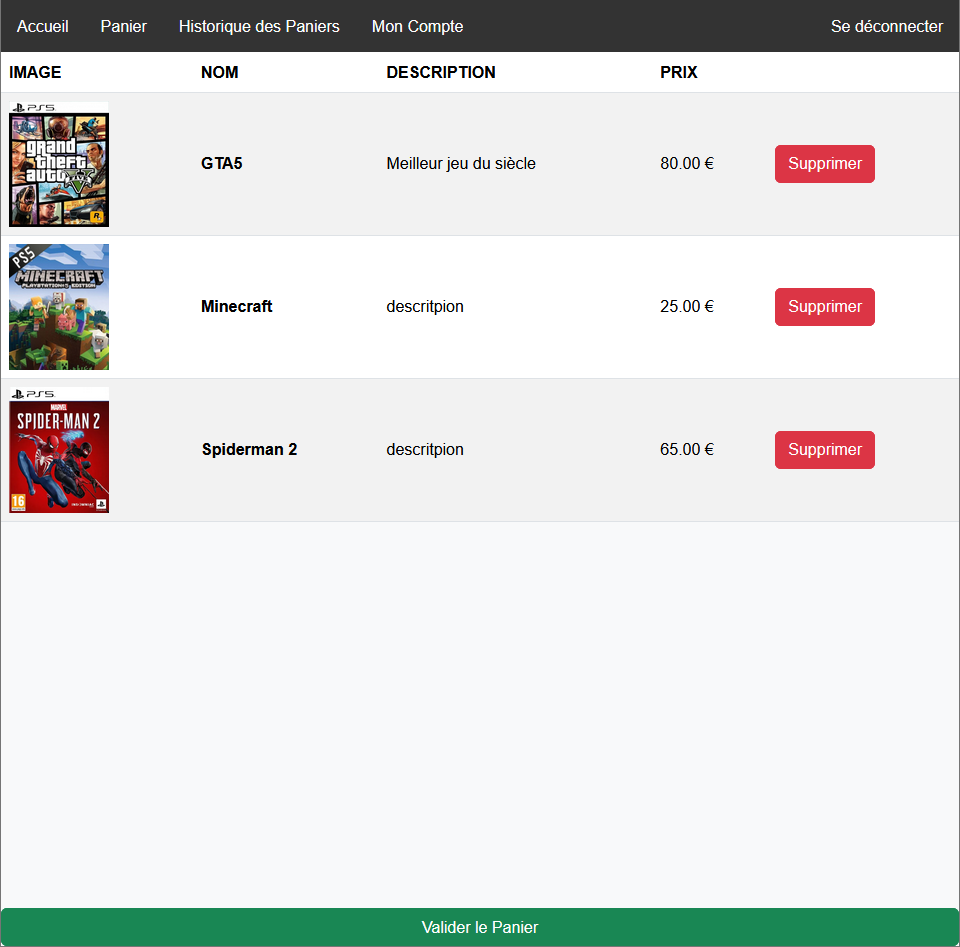 Accueil Panier Historique des Paniers Mon Compte Se déconnecter
IMAGE NOM DESCRIPTION PRIX
PS5
grand
theft
auto
V
R
GTA5 Meilleur jeu du siècle 80.00 € Supprimer
PS5
MINECRAFT
PLAYSTATION 5 EDITION
Minecraft descritpion 25.00 € Supprimer
PS5
MARVEL
SPIDER-MAN 2
16
Spiderman 2 descritpion 65.00 € Supprimer
Valider le Panier